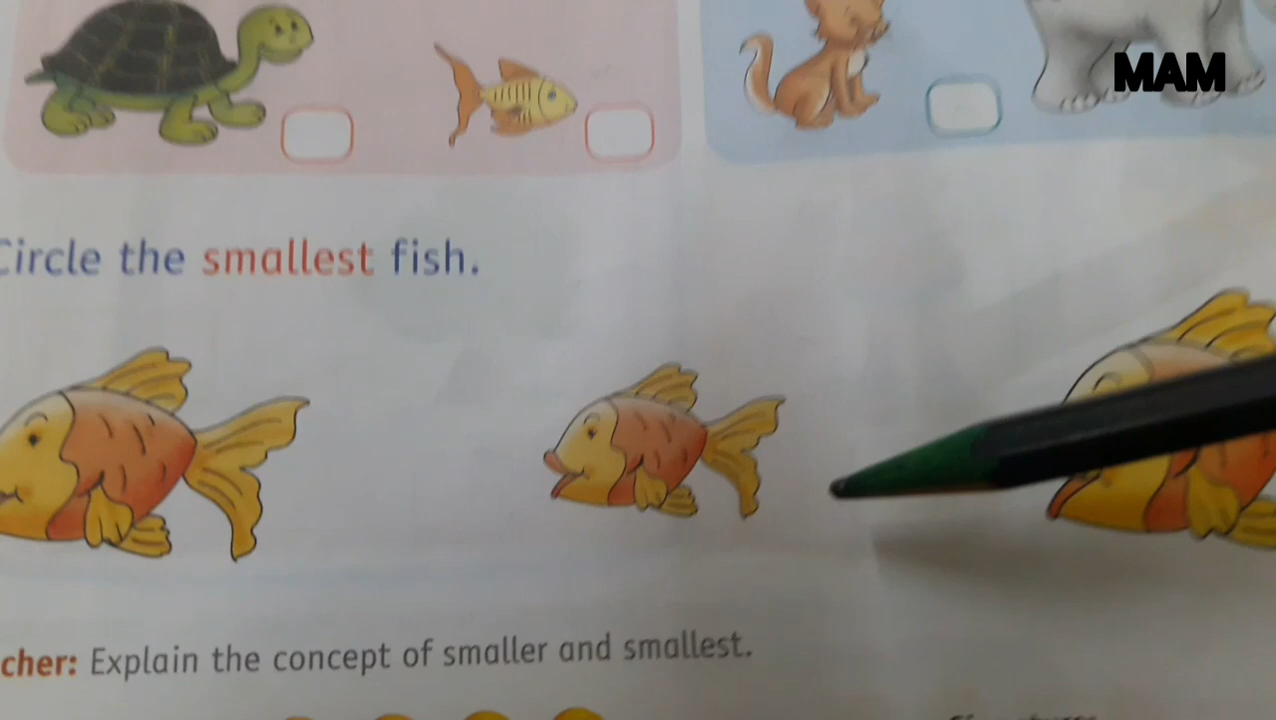 MAM
Circle the smallest fish.
cher: Explain the concept of smaller and smallest.